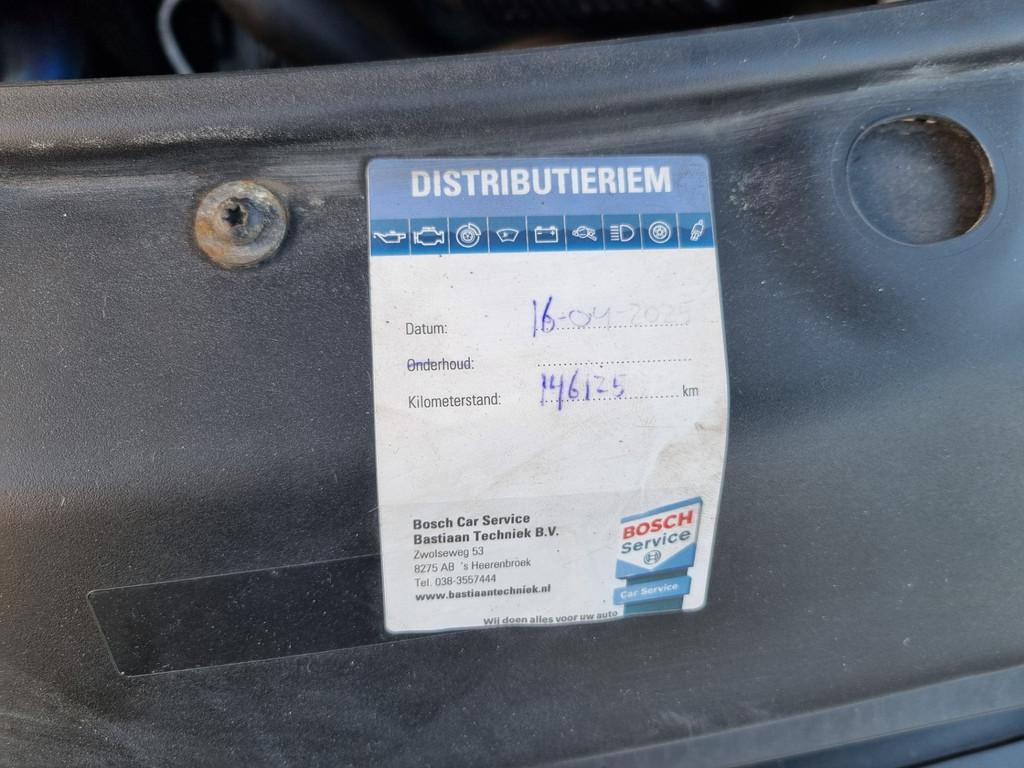 DISTRIBUTIERIEM
Datum: 16-04-2025
Onderhoud:
Kilometerstand: 146125 km
Bosch Car Service
Bastiaan Techniek B.V.
Zwolseweg 53
8275 AB 's Heerenbroek
Tel. 038-3557444
www.bastiaantechniek.nl
BOSCH
Service
Car Service
Wij doen alles voor uw auto